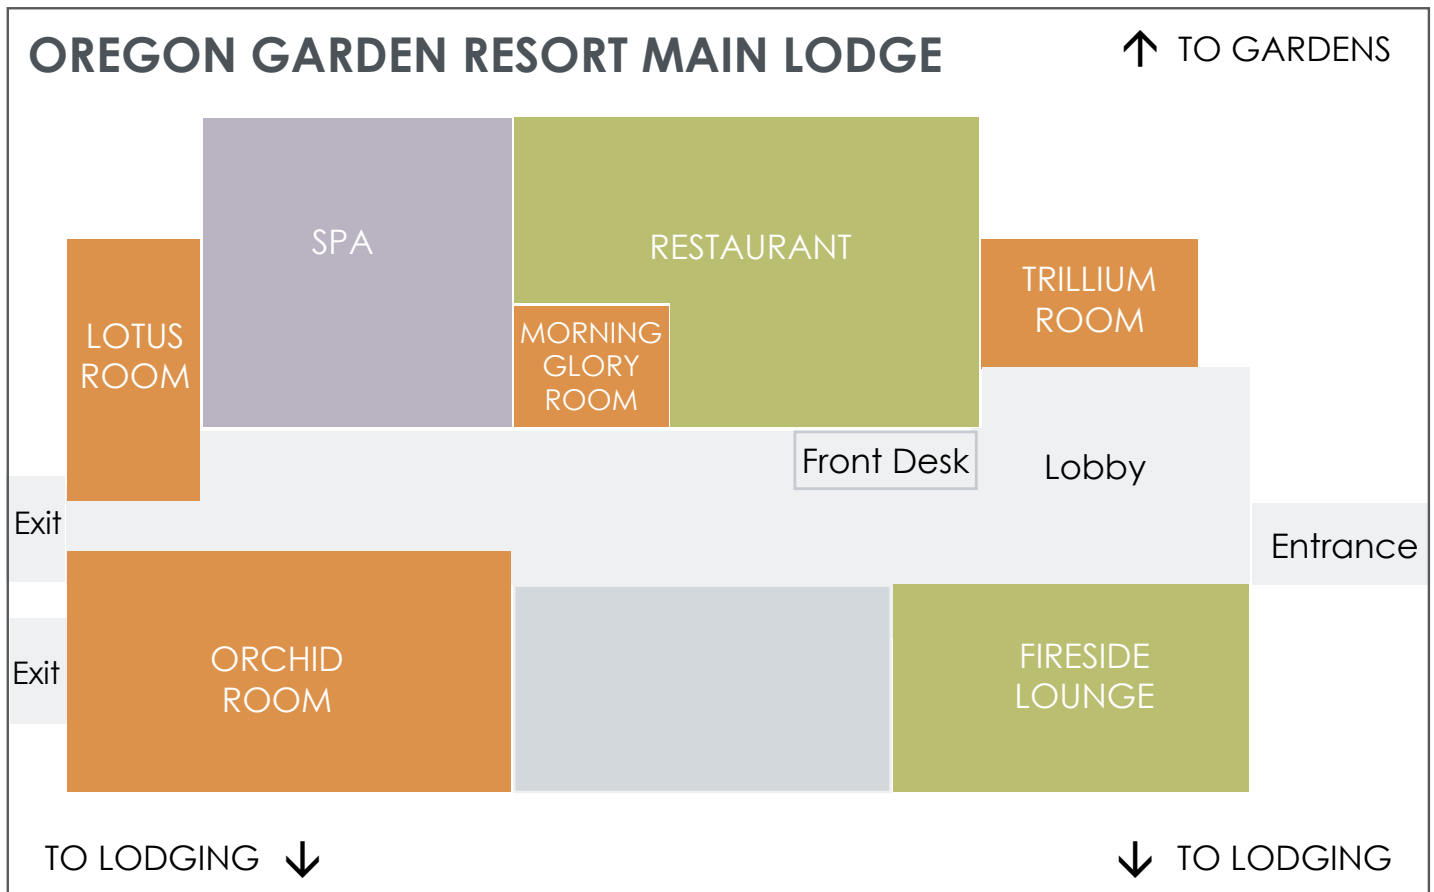 OREGON GARDEN RESORT MAIN LODGE
↑ TO GARDENS
SPA
RESTAURANT
TRILLIUM
ROOM
LOTUS
ROOM
MORNING
GLORY
ROOM
Front Desk
Lobby
Exit
Entrance
ORCHID
ROOM
FIRESIDE
LOUNGE
Exit
TO LODGING ↓
↓ TO LODGING